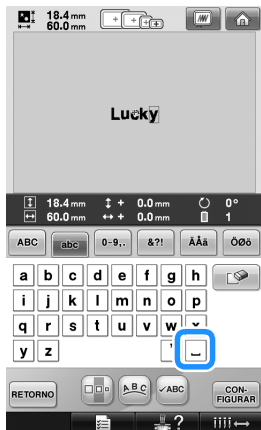 18.4 mm
60.0 mm
Lucky
18.4 mm + 0.0 mm 0°
60.0 mm + 0.0 mm 1
ABC abc 0-9,. &?! ÄÅä ÖØö
a b c d e f g h
i j k l m n o p
q r s t u v w x
y z ' ⎵
RETORNO ABC ✓ABC CON-
FIGURAR
?